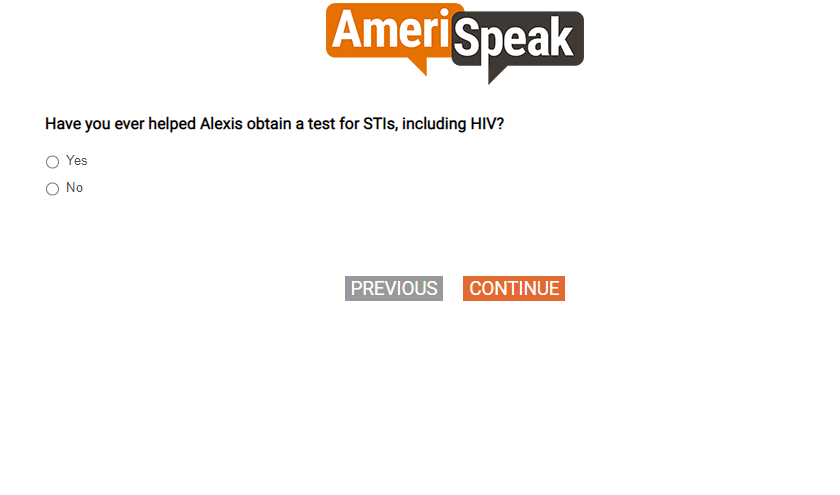 AmeriSpeak
Have you ever helped Alexis obtain a test for STIs, including HIV?
Yes
No
PREVIOUS CONTINUE